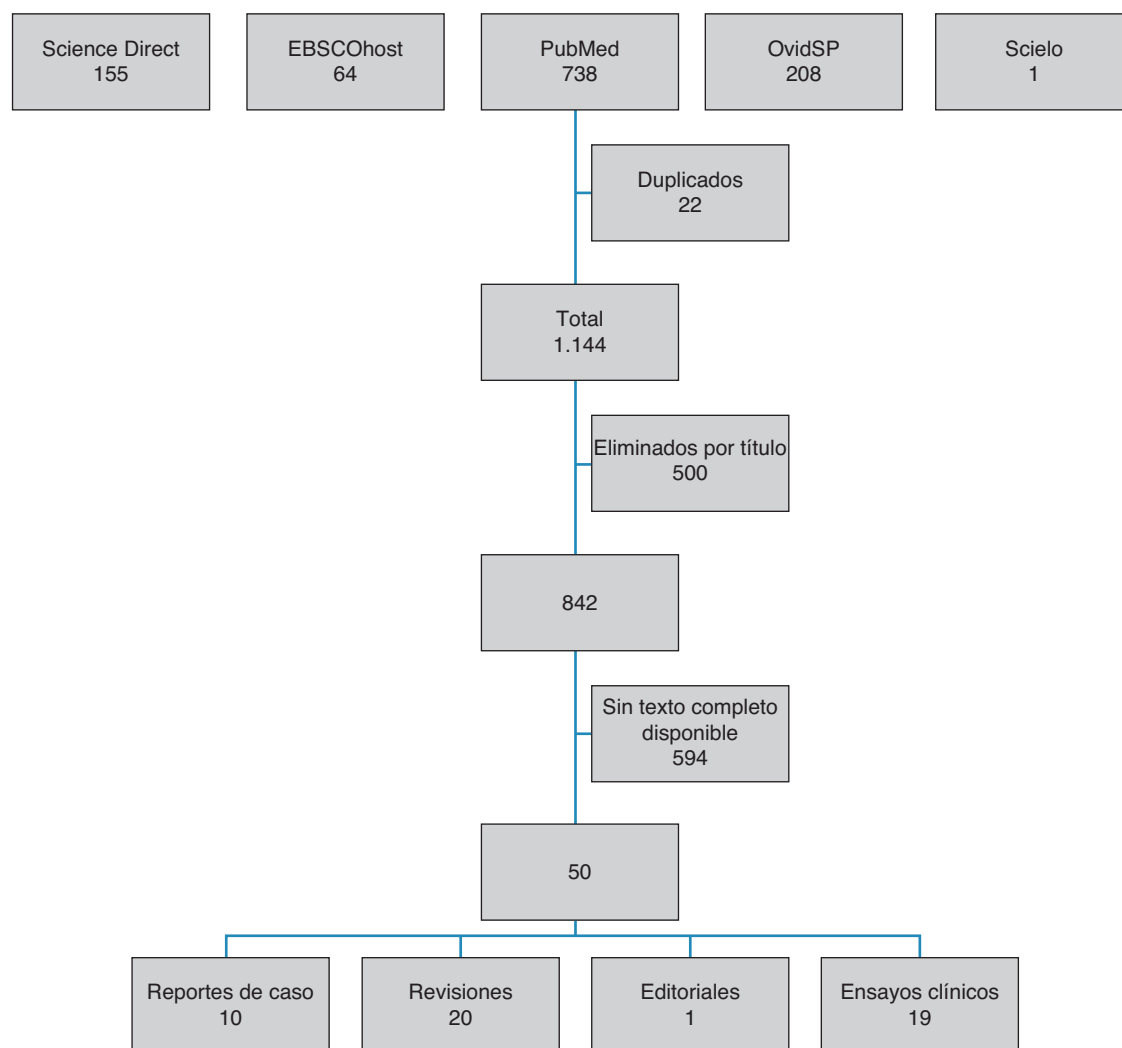 Science Direct
155
EBSCOhost
64
PubMed
738
OvidSP
208
Scielo
1
Duplicados
22
Total
1.144
Eliminados por título
500
842
Sin texto completo
disponible
594
50
Reportes de caso
10
Revisiones
20
Editoriales
1
Ensayos clínicos
19